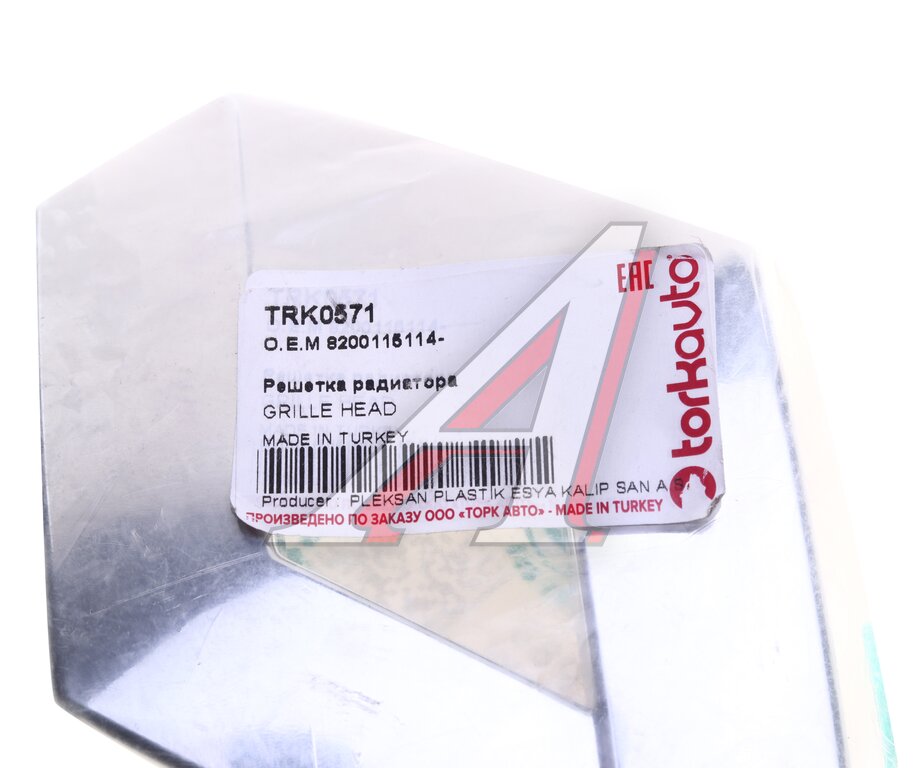 EAC
torkavto
TRK0571
O.E.M 8200115114-
Решетка радиатора
GRILLE HEAD
MADE IN TURKEY
Producer : PLEKSAN PLASTIK ESYA KALIP SAN A.S
ПРОИЗВЕДЕНО ПО ЗАКАЗУ ООО «ТОРК АВТО» - MADE IN TURKEY